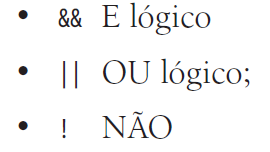 • && E lógico
• || OU lógico;
• ! NÃO